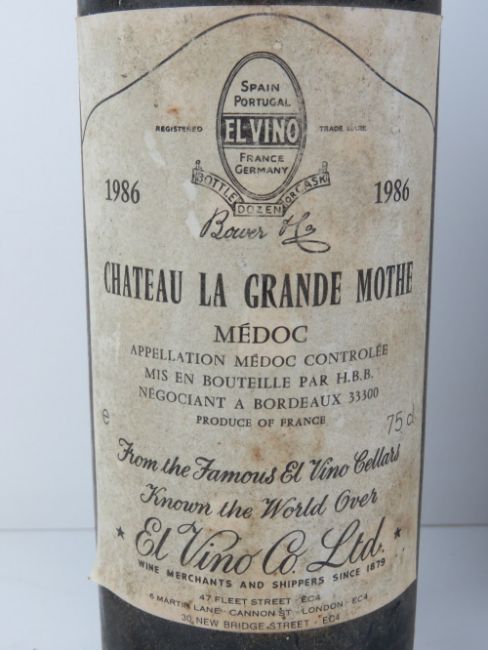 SPAIN
PORTUGAL
REGISTERED EL VINO TRADE MARK
FRANCE
GERMANY
BOTTLE DOZEN OR CASK
1986 1986
Bower
CHATEAU LA GRANDE MOTHE
MÉDOC
APPELLATION MÉDOC CONTROLÉE
MIS EN BOUTEILLE PAR H.B.B.
NÉGOCIANT A BORDEAUX 33300
PRODUCE OF FRANCE
e 75 cl
From the Famous El Vino Cellars
Known the World Over
★ El Vino Co. Ltd. ★
WINE MERCHANTS AND SHIPPERS SINCE 1879
47 FLEET STREET - EC4
6 MARTIN LANE - CANNON ST - LONDON - EC4
30 NEW BRIDGE STREET - EC4